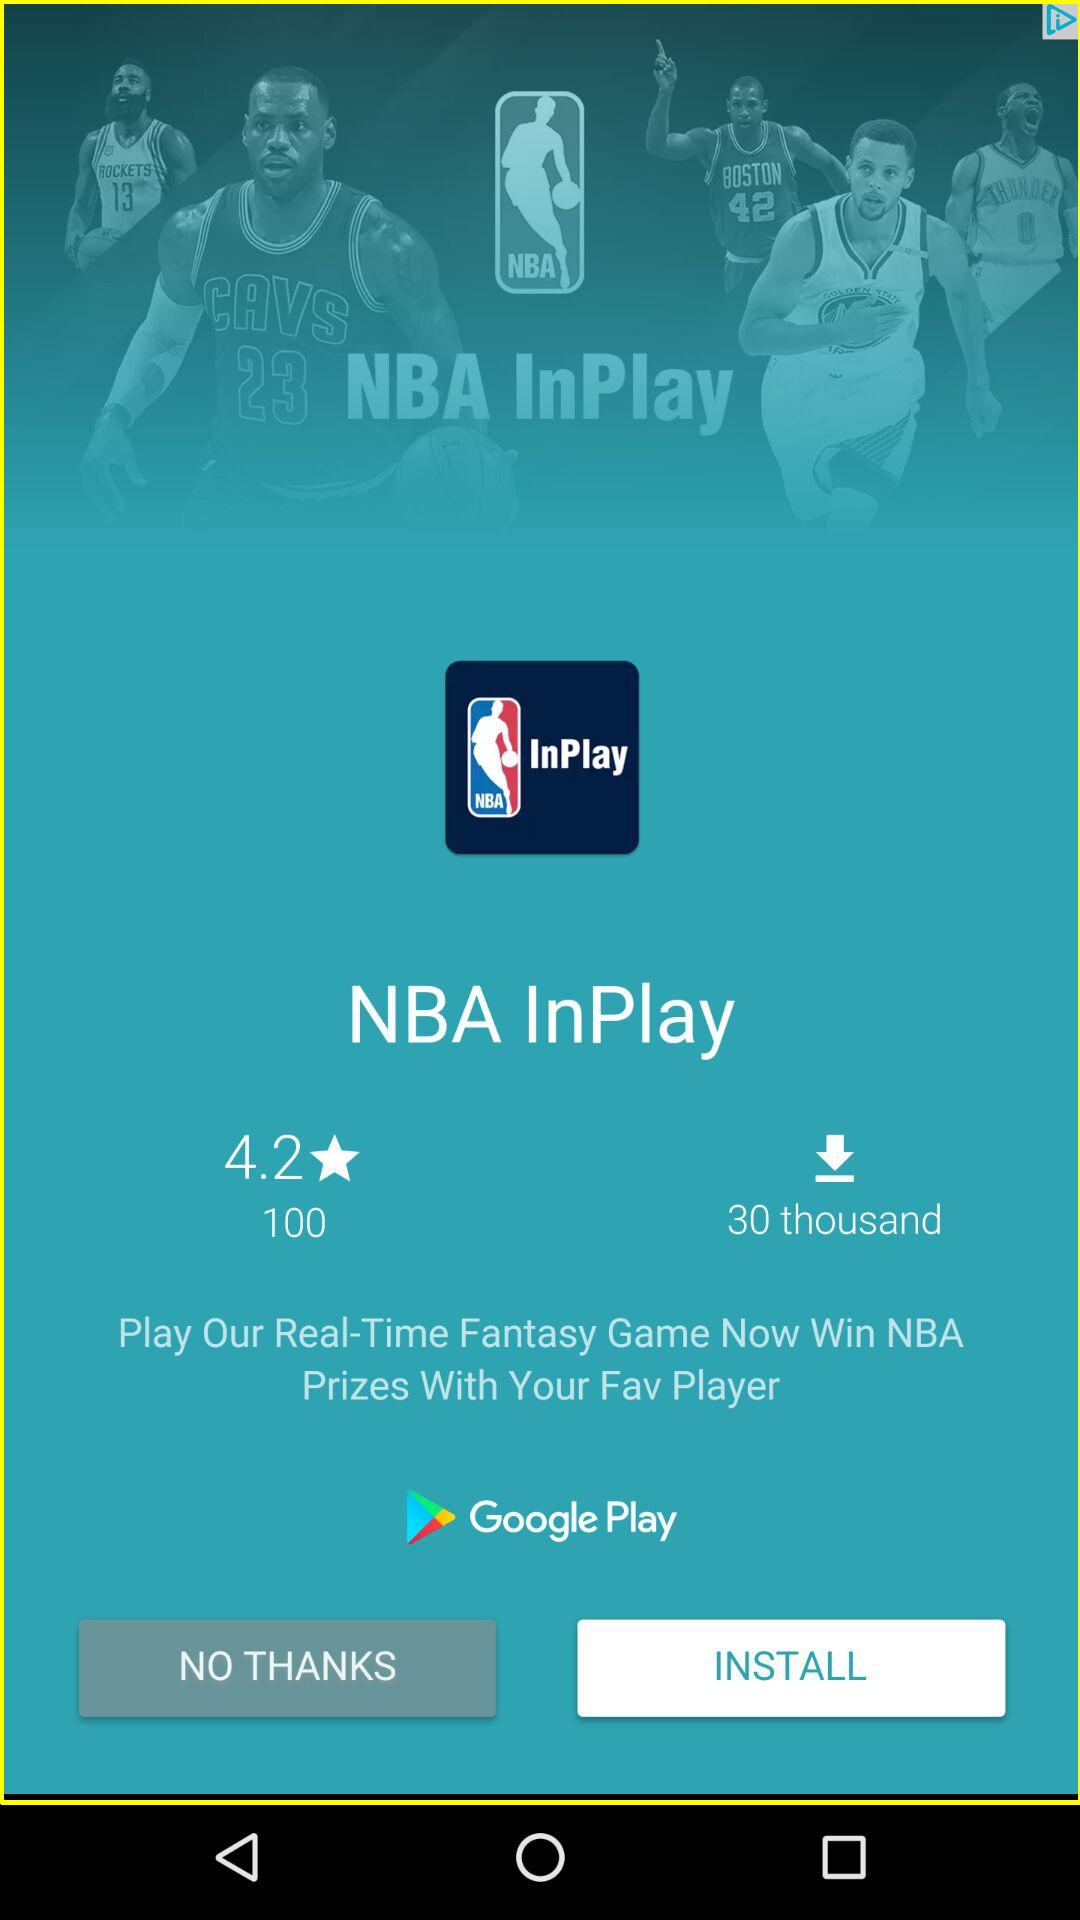 ROCKETS
13
CAVS
23
NBA
BOSTON
42
GOLDEN STATE
THUNDER
0
NBA InPlay
NBA
InPlay
NBA InPlay
4.2
100
30 thousand
Play Our Real-Time Fantasy Game Now Win NBA
Prizes With Your Fav Player
Google Play
NO THANKS
INSTALL